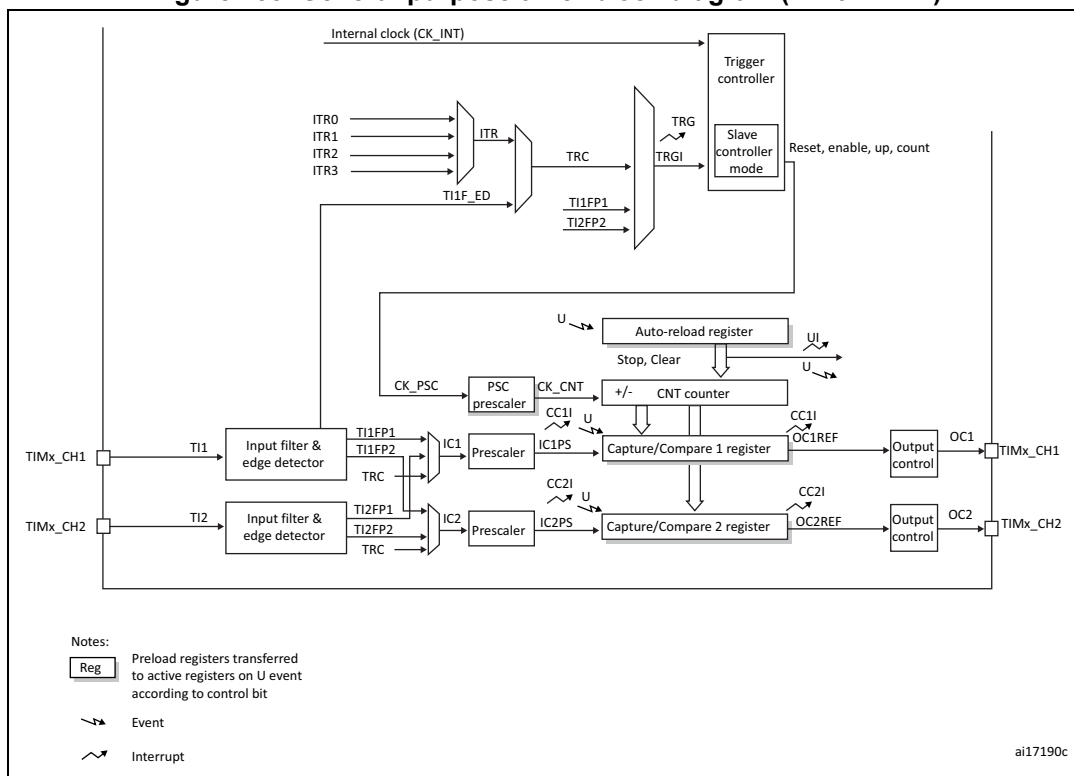 Internal clock (CK_INT)
Trigger
controller
ITR0
ITR1
ITR2
ITR3
ITR
TRC
TRG
TRGI
Slave
controller
mode
Reset, enable, up, count
TI1F_ED
TI1FP1
TI2FP2
U
Auto-reload register
UI
Stop, Clear
U
CK_PSC
PSC
prescaler
CK_CNT
+/-
CNT counter
TIMx_CH1
TI1
Input filter &
edge detector
TI1FP1
TI1FP2
TRC
IC1
Prescaler
CC1I
U
IC1PS
Capture/Compare 1 register
CC1I
OC1REF
Output
control
OC1
TIMx_CH1
TIMx_CH2
TI2
Input filter &
edge detector
TI2FP1
TI2FP2
TRC
IC2
Prescaler
CC2I
U
IC2PS
Capture/Compare 2 register
CC2I
OC2REF
Output
control
OC2
TIMx_CH2
Notes:
Reg
Preload registers transferred
to active registers on U event
according to control bit
Event
Interrupt
ai17190c